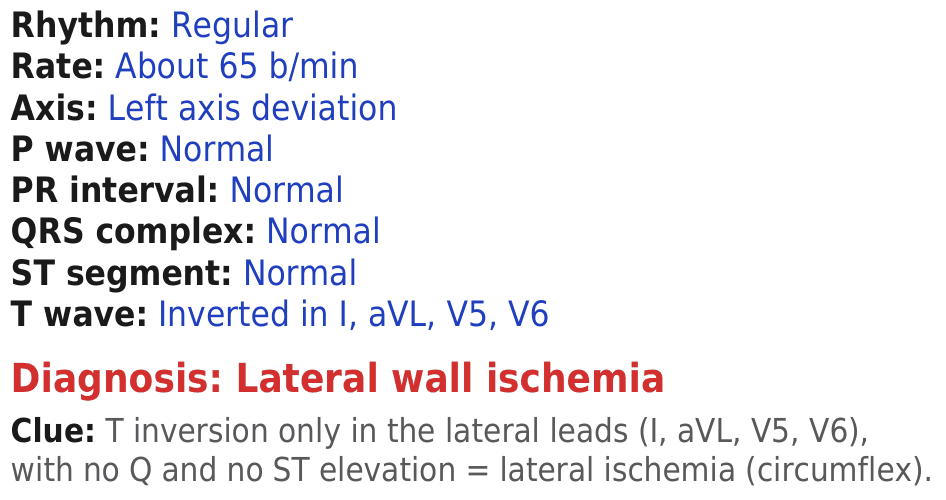 Rhythm: Regular
Rate: About 65 b/min
Axis: Left axis deviation
P wave: Normal
PR interval: Normal
QRS complex: Normal
ST segment: Normal
T wave: Inverted in I, aVL, V5, V6
Diagnosis: Lateral wall ischemia
Clue: T inversion only in the lateral leads (I, aVL, V5, V6),
with no Q and no ST elevation = lateral ischemia (circumflex).